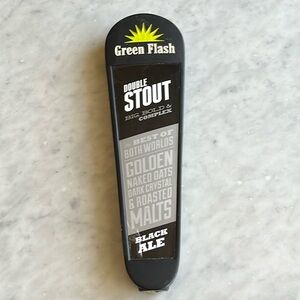 Green Flash
DOUBLE
STOUT
BIG, BOLD &
COMPLEX
THE BEST OF
BOTH WORLDS
GOLDEN
NAKED OATS
DARK CRYSTAL
& ROASTED
MALTS
BLACK
ALE